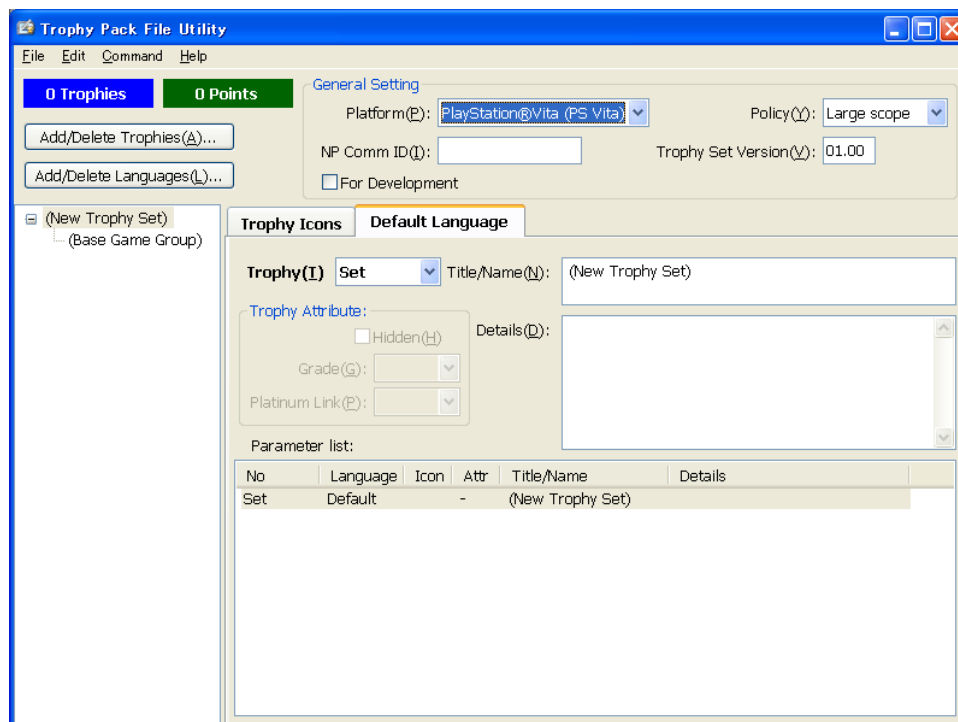 Trophy Pack File Utility
File Edit Command Help
0 Trophies 0 Points
General Setting
Platform(P): PlayStation®Vita (PS Vita) Policy(Y): Large scope
Add/Delete Trophies(A)...
NP Comm ID(I): Trophy Set Version(V): 01.00
Add/Delete Languages(L)...
For Development
(New Trophy Set)
(Base Game Group)
Trophy Icons Default Language
Trophy(T) Set Title/Name(N): (New Trophy Set)
Trophy Attribute:
Hidden(H)
Details(D):
Grade(G):
Platinum Link(P):
Parameter list:
No Language Icon Attr Title/Name Details
Set Default - (New Trophy Set)